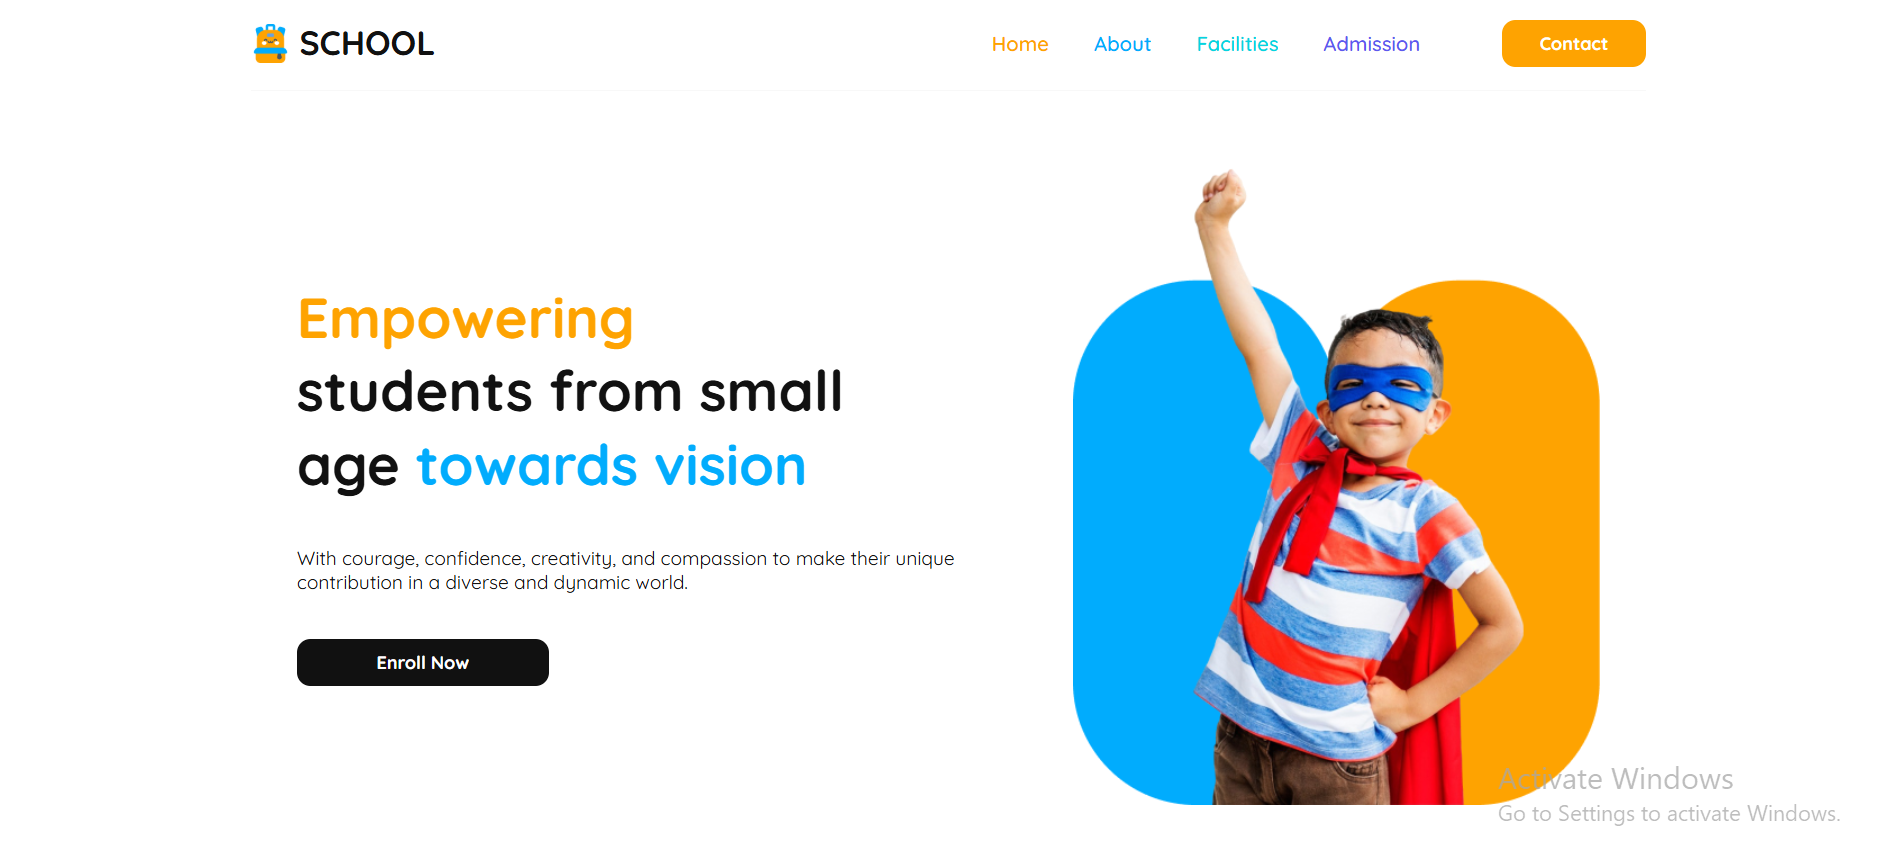 SCHOOL
Home About Facilities Admission Contact
Empowering
students from small
age towards vision
With courage, confidence, creativity, and compassion to make their unique
contribution in a diverse and dynamic world.
Enroll Now
Activate Windows
Go to Settings to activate Windows.